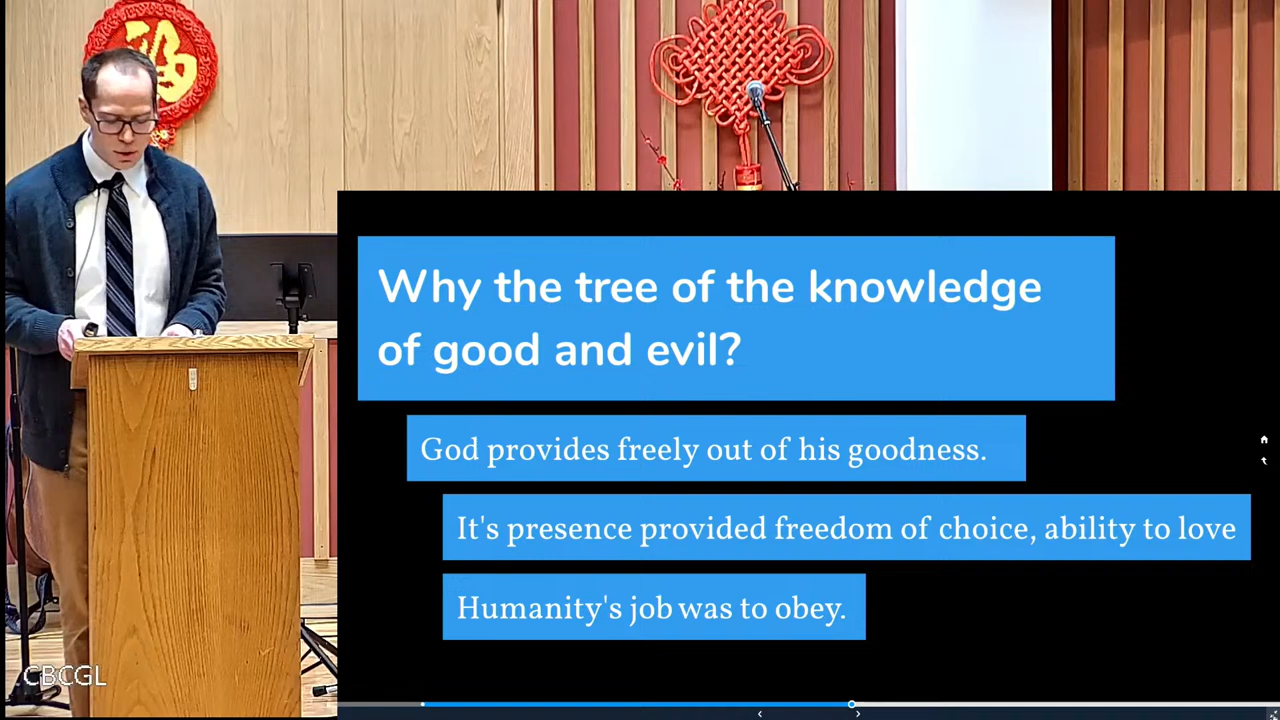 福
Why the tree of the knowledge
of good and evil?
God provides freely out of his goodness.
It's presence provided freedom of choice, ability to love
Humanity's job was to obey.
CBCGL